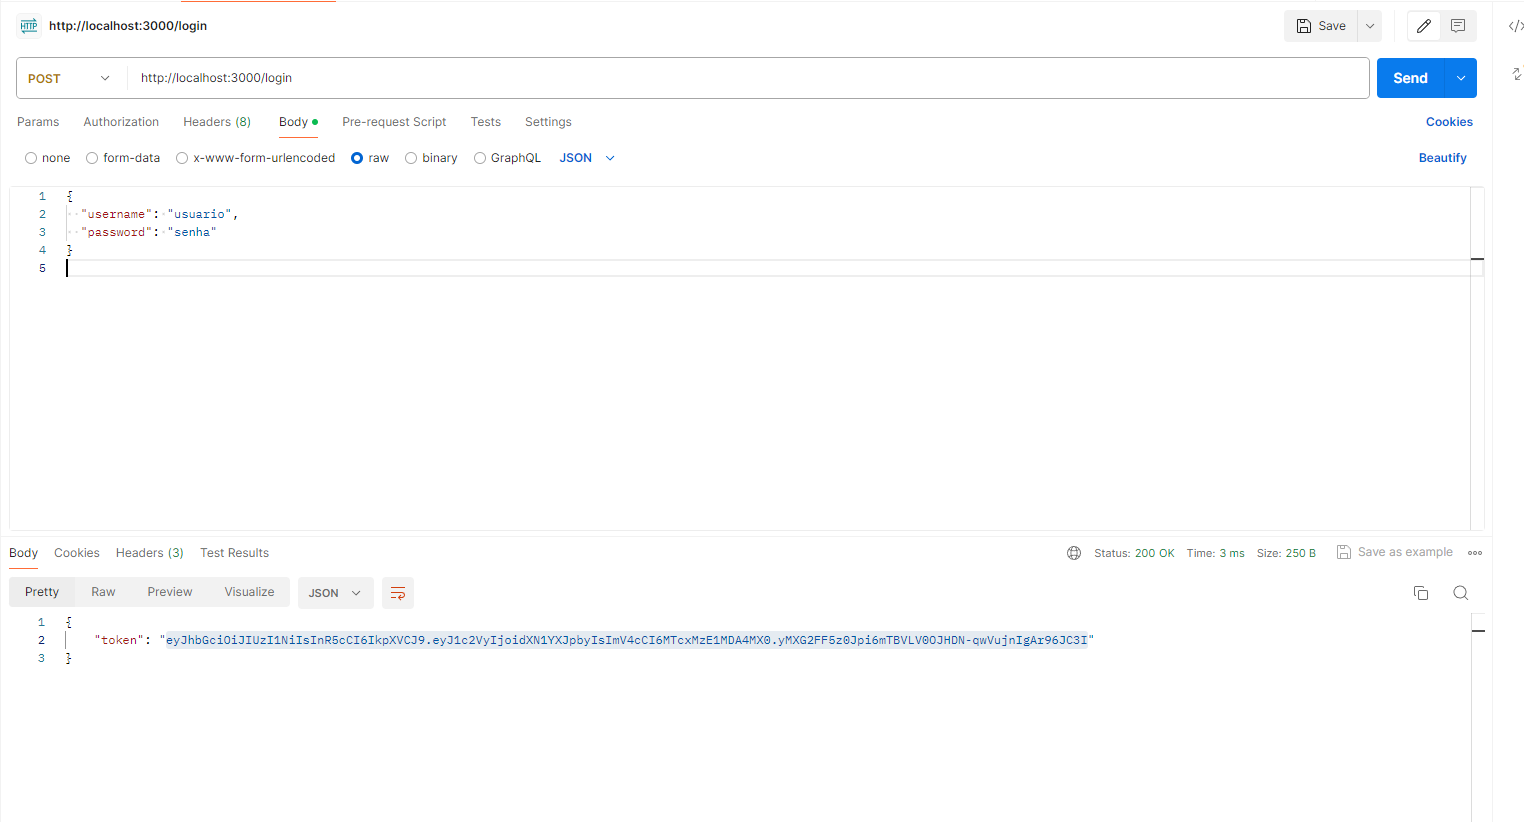 HTTP http://localhost:3000/login Save
POST http://localhost:3000/login Send
Params Authorization Headers (8) Body Pre-request Script Tests Settings Cookies
none form-data x-www-form-urlencoded raw binary GraphQL JSON Beautify
1 {
2 "username": "usuario",
3 "password": "senha"
4 }
5
Body Cookies Headers (3) Test Results Status: 200 OK Time: 3 ms Size: 250 B Save as example
Pretty Raw Preview Visualize JSON
1 {
2 "token": "eyJhbGciOiJIUzI1NiIsInR5cCI6IkpXVCJ9.eyJ1c2VyIjoidXN1YXJpbyIsImV4cCI6MTcxMzE1MDA4MX0.yMXG2FF5z0Jpi6mTBVLV0OJHDN-qwVujnIgAr96JC3I"
3 }